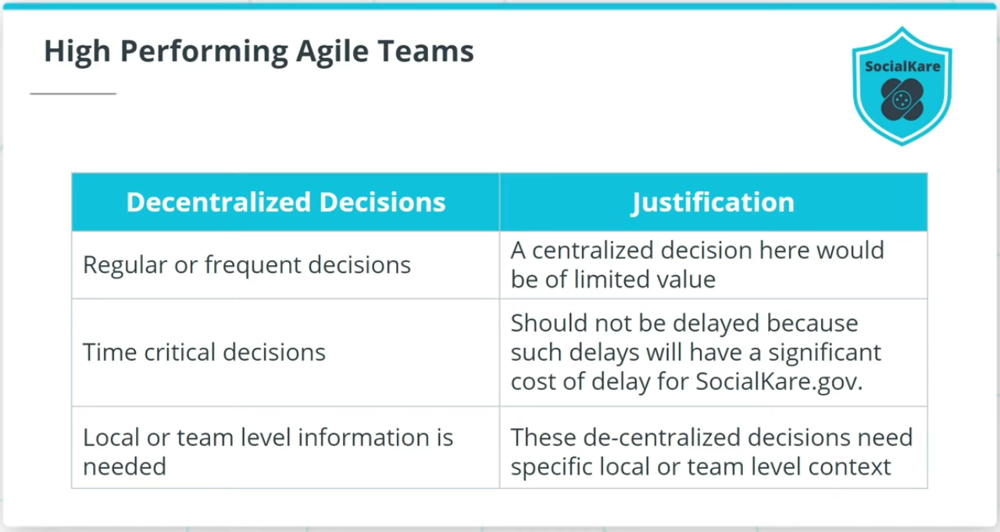 High Performing Agile Teams
SocialKare
Decentralized Decisions
Justification
Regular or frequent decisions
A centralized decision here would
be of limited value
Time critical decisions
Should not be delayed because
such delays will have a significant
cost of delay for SocialKare.gov.
Local or team level information is
needed
These de-centralized decisions need
specific local or team level context